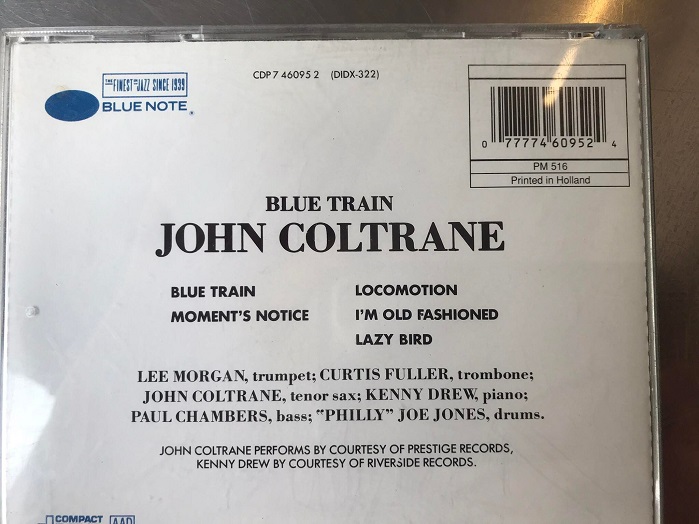 CDP 7 46095 2 (DIDX-322)
THE FINEST IN JAZZ SINCE 1939
BLUE NOTE
0 77774 60952 4
PM 516
Printed in Holland
BLUE TRAIN
JOHN COLTRANE
BLUE TRAIN
MOMENT'S NOTICE
LOCOMOTION
I'M OLD FASHIONED
LAZY BIRD
LEE MORGAN, trumpet; CURTIS FULLER, trombone;
JOHN COLTRANE, tenor sax; KENNY DREW, piano;
PAUL CHAMBERS, bass; "PHILLY" JOE JONES, drums.
JOHN COLTRANE PERFORMS BY COURTESY OF PRESTIGE RECORDS,
KENNY DREW BY COURTESY OF RIVERSIDE RECORDS.
COMPACT
AAD